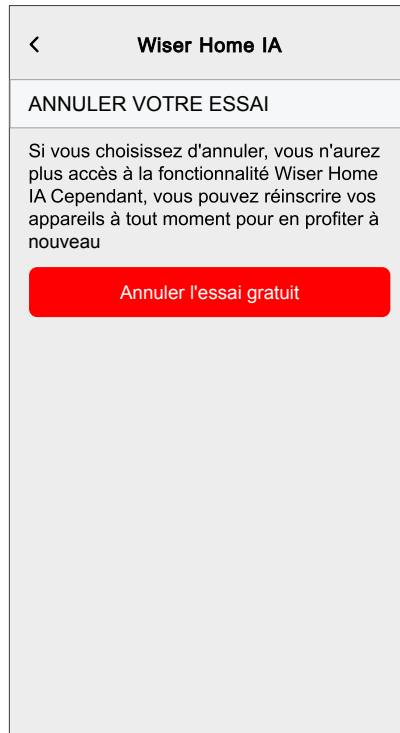 Wiser Home IA
ANNULER VOTRE ESSAI
Si vous choisissez d'annuler, vous n'aurez
plus accès à la fonctionnalité Wiser Home
IA Cependant, vous pouvez réinscrire vos
appareils à tout moment pour en profiter à
nouveau
Annuler l'essai gratuit